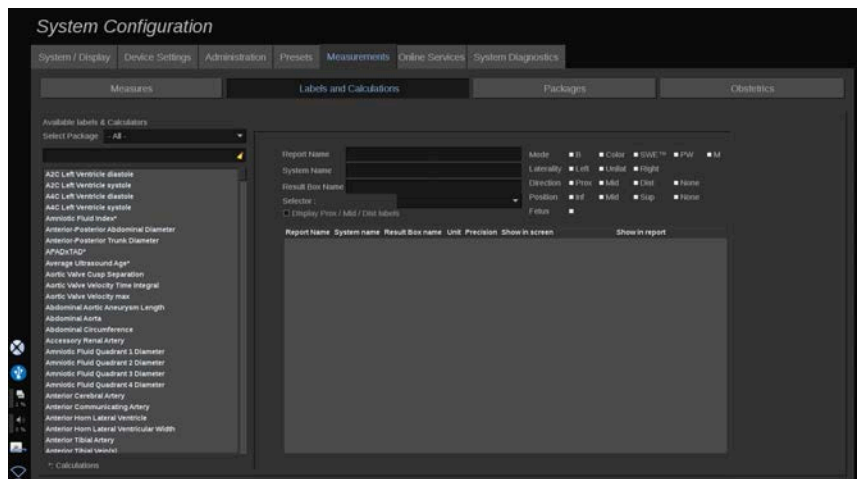 System Configuration
System / Display Device Settings Administration Presets Measurements Online Services System Diagnostics
Measures Labels and Calculations Packages Obstetrics
Available labels & Calculators
Select Package - All -
A2C Left Ventricle diastole
A2C Left Ventricle systole
A4C Left Ventricle diastole
A4C Left Ventricle systole
Amniotic Fluid Index*
Anterior-Posterior Abdominal Diameter
Anterior-Posterior Trunk Diameter
APADxTAD*
Average Ultrasound Age*
Aortic Valve Cusp Separation
Aortic Valve Velocity Time Integral
Aortic Valve Velocity max
Abdominal Aortic Aneurysm Length
Abdominal Aorta
Abdominal Circumference
Accessory Renal Artery
Amniotic Fluid Quadrant 1 Diameter
Amniotic Fluid Quadrant 2 Diameter
Amniotic Fluid Quadrant 3 Diameter
Amniotic Fluid Quadrant 4 Diameter
Anterior Cerebral Artery
Anterior Communicating Artery
Anterior Horn Lateral Ventricle
Anterior Horn Lateral Ventricular Width
Anterior Tibial Artery
Anterior Tibial Vein(s)
*: Calculations
Report Name
System Name
Result Box Name
Selector :
Display Prox / Mid / Dist labels
Mode B Color SWE™ PW M
Laterality Left Unilat Right
Direction Prox Mid Dist None
Position Inf Mid Sup None
Fetus
Report Name System name Result Box name Unit Precision Show in screen Show in report